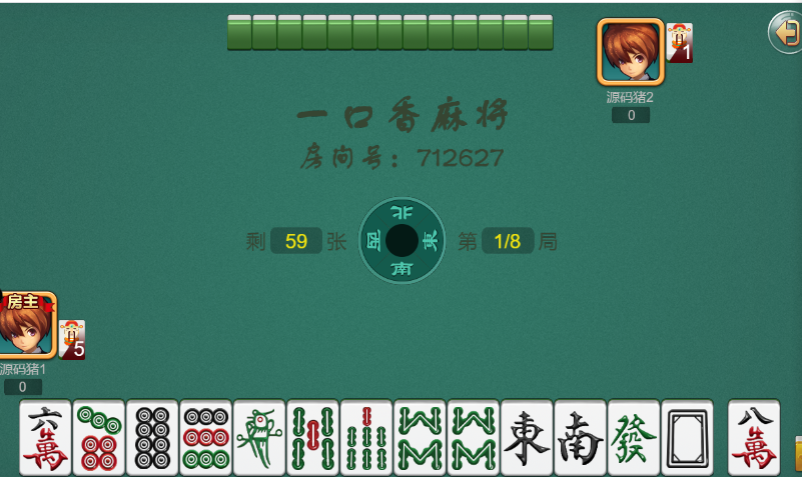 1
源码猪2
0
一口香麻将
房间号：712627
北
剩 59 张 西 東 第 1/8 局
南
房主
5
源码猪1
0
六萬 東 南 發 八萬